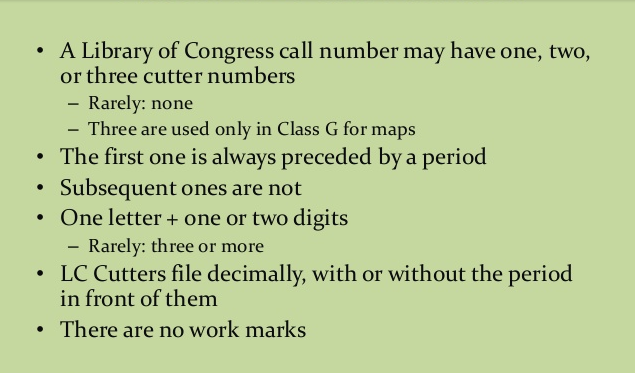 • A Library of Congress call number may have one, two,
or three cutter numbers
– Rarely: none
– Three are used only in Class G for maps
• The first one is always preceded by a period
• Subsequent ones are not
• One letter + one or two digits
– Rarely: three or more
• LC Cutters file decimally, with or without the period
in front of them
• There are no work marks